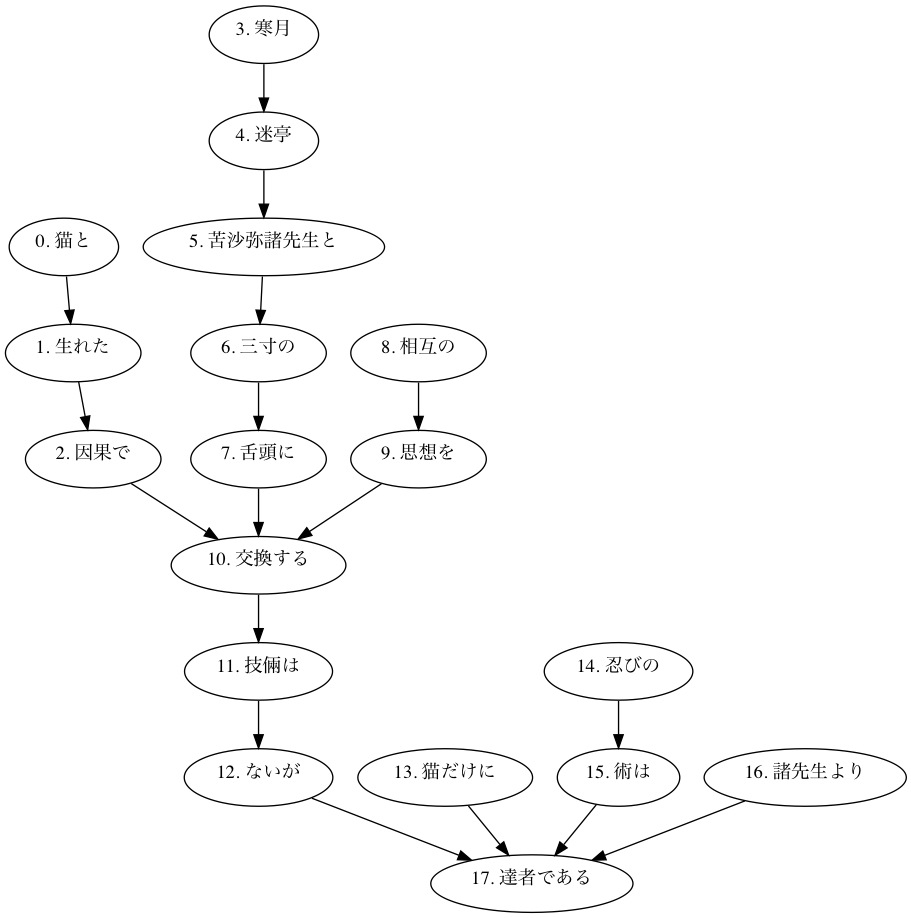 3. 寒月
4. 迷亭
0. 猫と
5. 苦沙弥諸先生と
1. 生れた
6. 三寸の
8. 相互の
2. 因果で
7. 舌頭に
9. 思想を
10. 交換する
11. 技倆は
14. 忍びの
12. ないが
13. 猫だけに
15. 術は
16. 諸先生より
17. 達者である